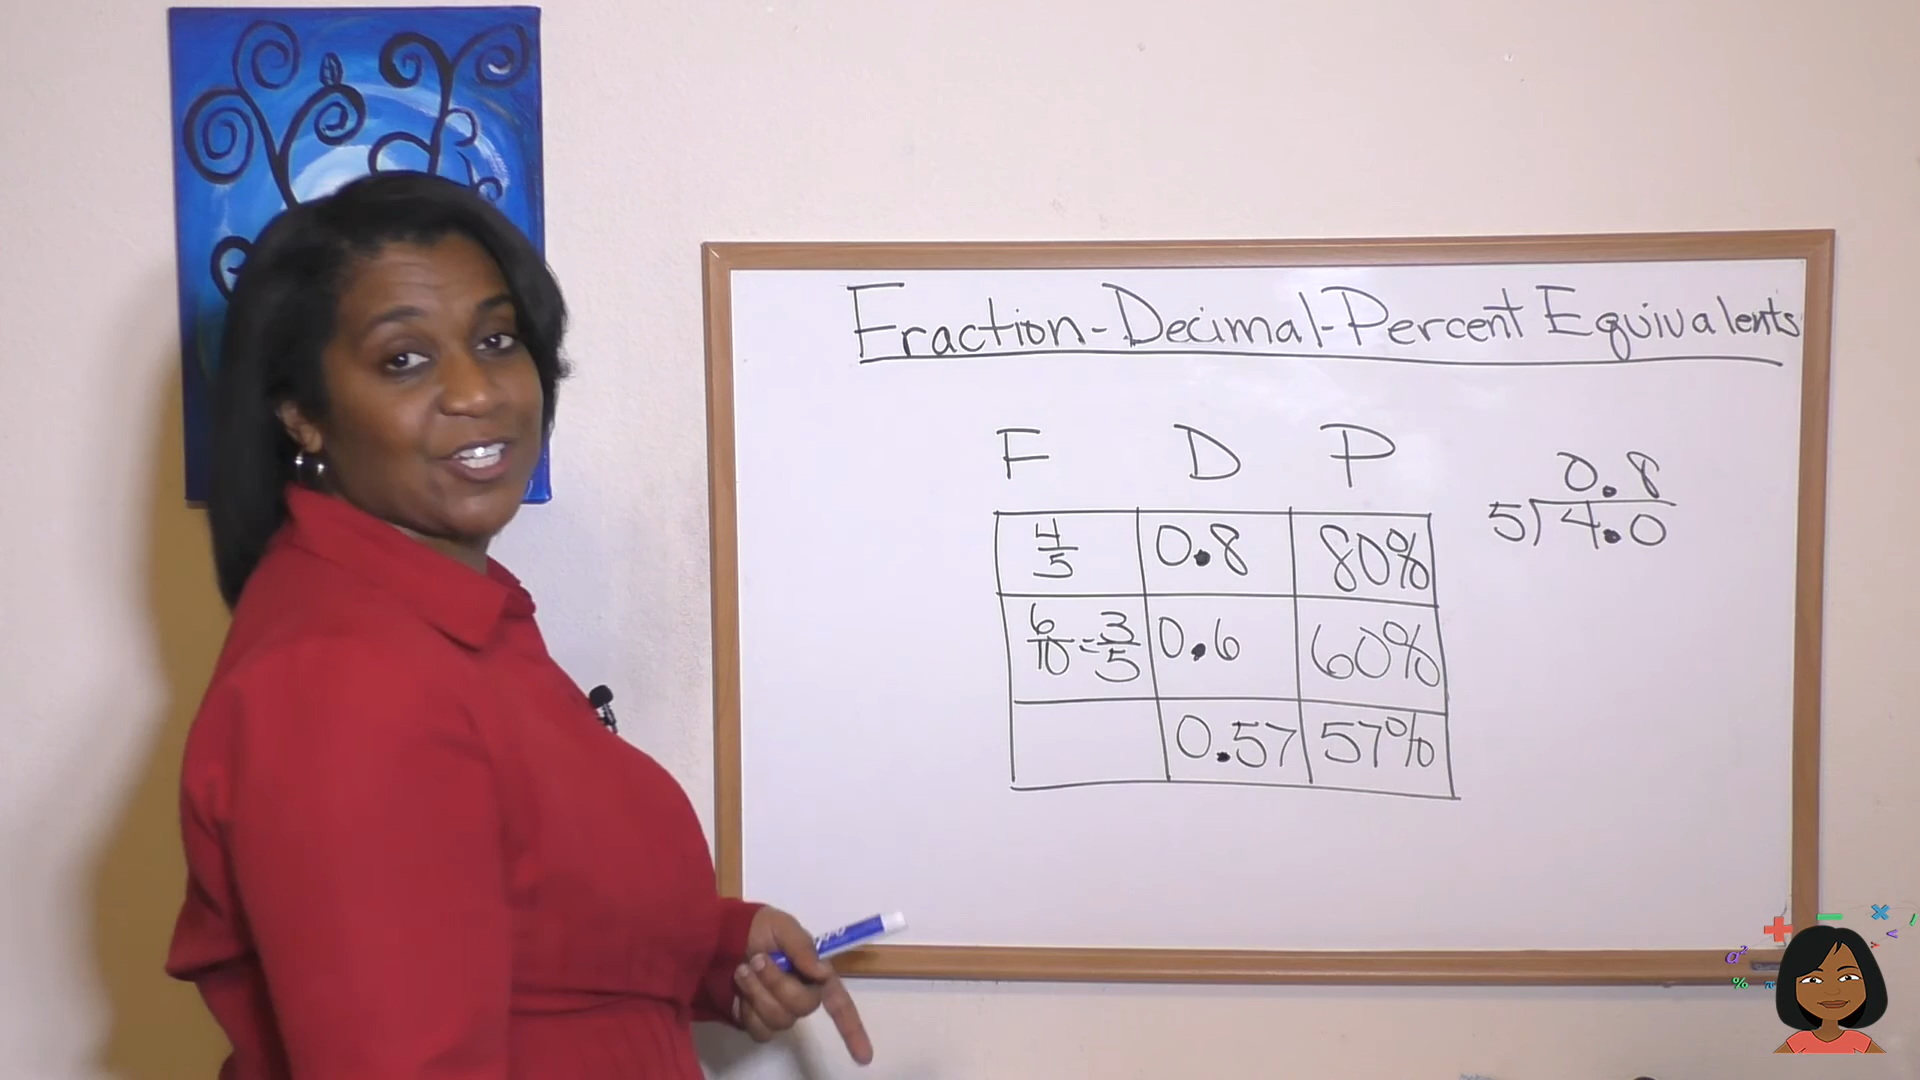 Fraction-Decimal-Percent Equivalents
F D P
4/5 0.8 80%
6/10 = 3/5 0.6 60%
0.57 57%
0.8
5)4.0